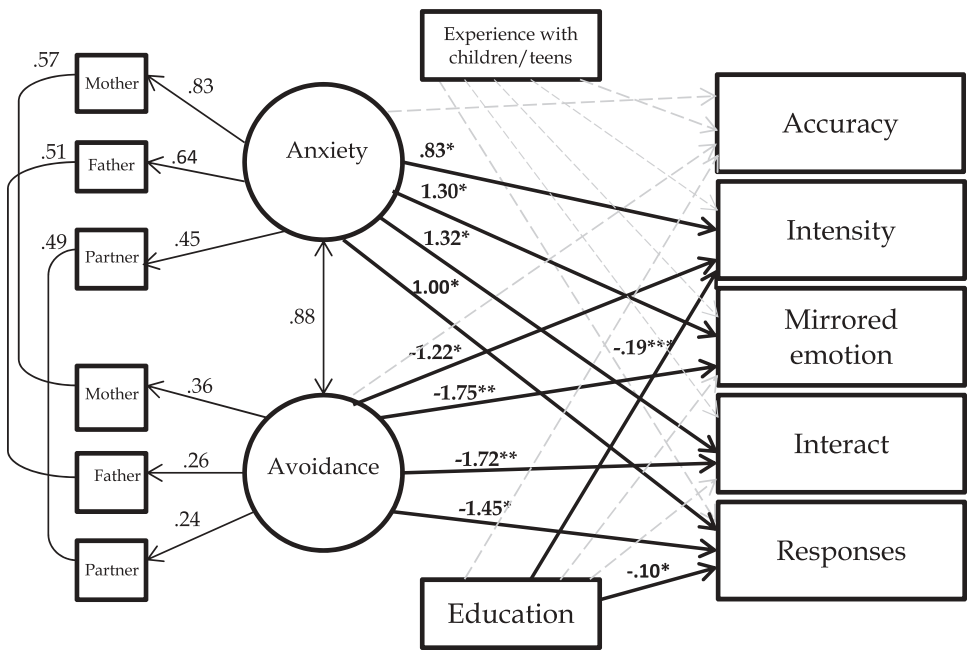 Experience with
children/teens
.57
Mother
.83
Accuracy
Anxiety
.51
Father
.64
.83*
1.30*
.49
Partner
.45
1.32*
Intensity
1.00*
.88
Mirrored
emotion
-.19***
-1.22*
Mother
.36
-1.75**
Interact
Avoidance
-1.72**
Father
.26
-1.45*
.24
Responses
Partner
-.10*
Education